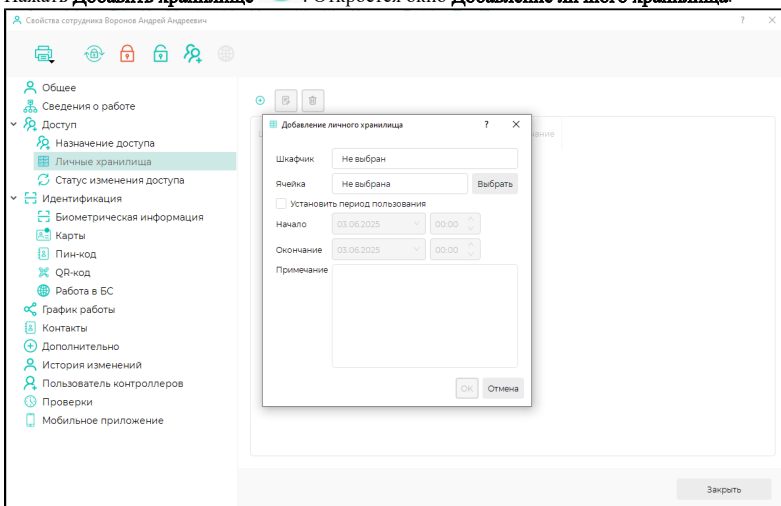 Нажать Добавить хранилище . Откроется окно Добавление личного хранилища.
Свойства сотрудника Воронов Андрей Андреевич
? ×
Общее
Сведения о работе
Доступ
Назначение доступа
Личные хранилища
Статус изменения доступа
Идентификация
Биометрическая информация
Карты
Пин-код
QR-код
Работа в БС
График работы
Контакты
Дополнительно
История изменений
Пользователь контроллеров
Проверки
Мобильное приложение
Добавление личного хранилища ? ×
Шкафчик Не выбран
Ячейка Не выбрана Выбрать
Установить период пользования
Начало 03.06.2025 00:00
Окончание 03.06.2025 00:00
Примечание
OK Отмена
Закрыть